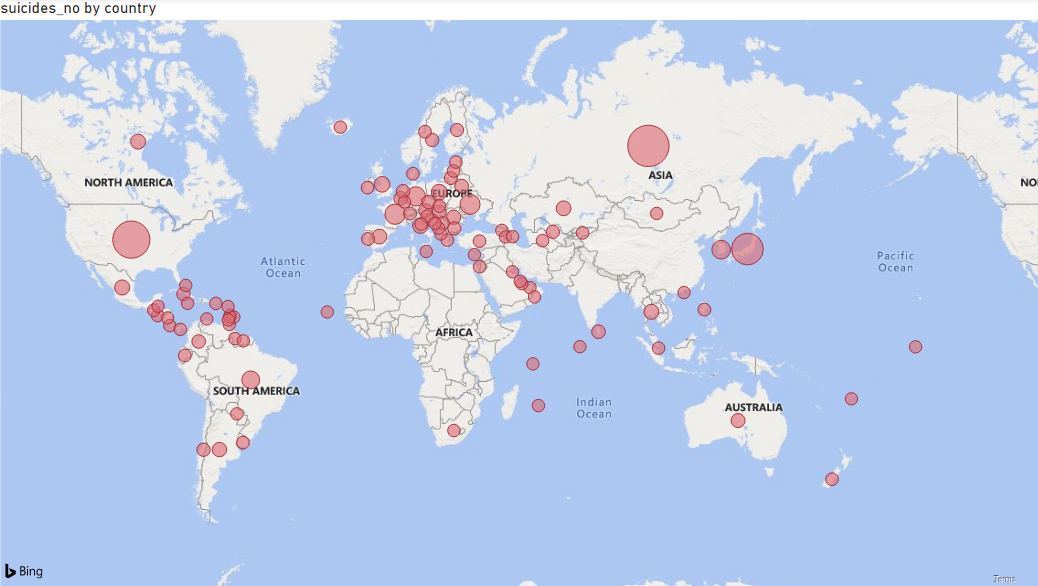 suicides_no by country
NORTH AMERICA
ASIA
NO
EUROPE
Atlantic
Ocean
Pacific
Ocean
AFRICA
SOUTH AMERICA
Indian
Ocean
AUSTRALIA
Bing
Terms